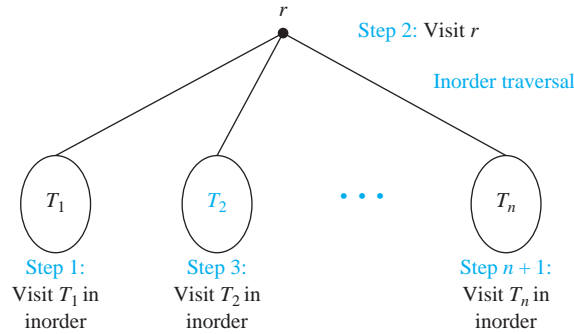 r
Step 2: Visit r
Inorder traversal
T1
T2
. . .
Tn
Step 1:
Visit T1 in
inorder
Step 3:
Visit T2 in
inorder
Step n + 1:
Visit Tn in
inorder